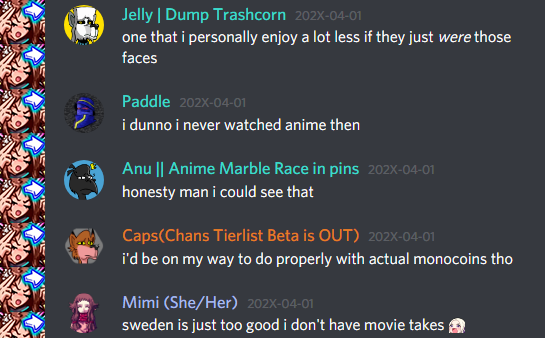 Jelly | Dump Trashcorn 202X-04-01
one that i personally enjoy a lot less if they just were those
faces
Paddle 202X-04-01
i dunno i never watched anime then
Anu || Anime Marble Race in pins 202X-04-01
honesty man i could see that
Caps(Chans Tierlist Beta is OUT) 202X-04-01
i'd be on my way to do properly with actual monocoins tho
Mimi (She/Her) 202X-04-01
sweden is just too good i don't have movie takes